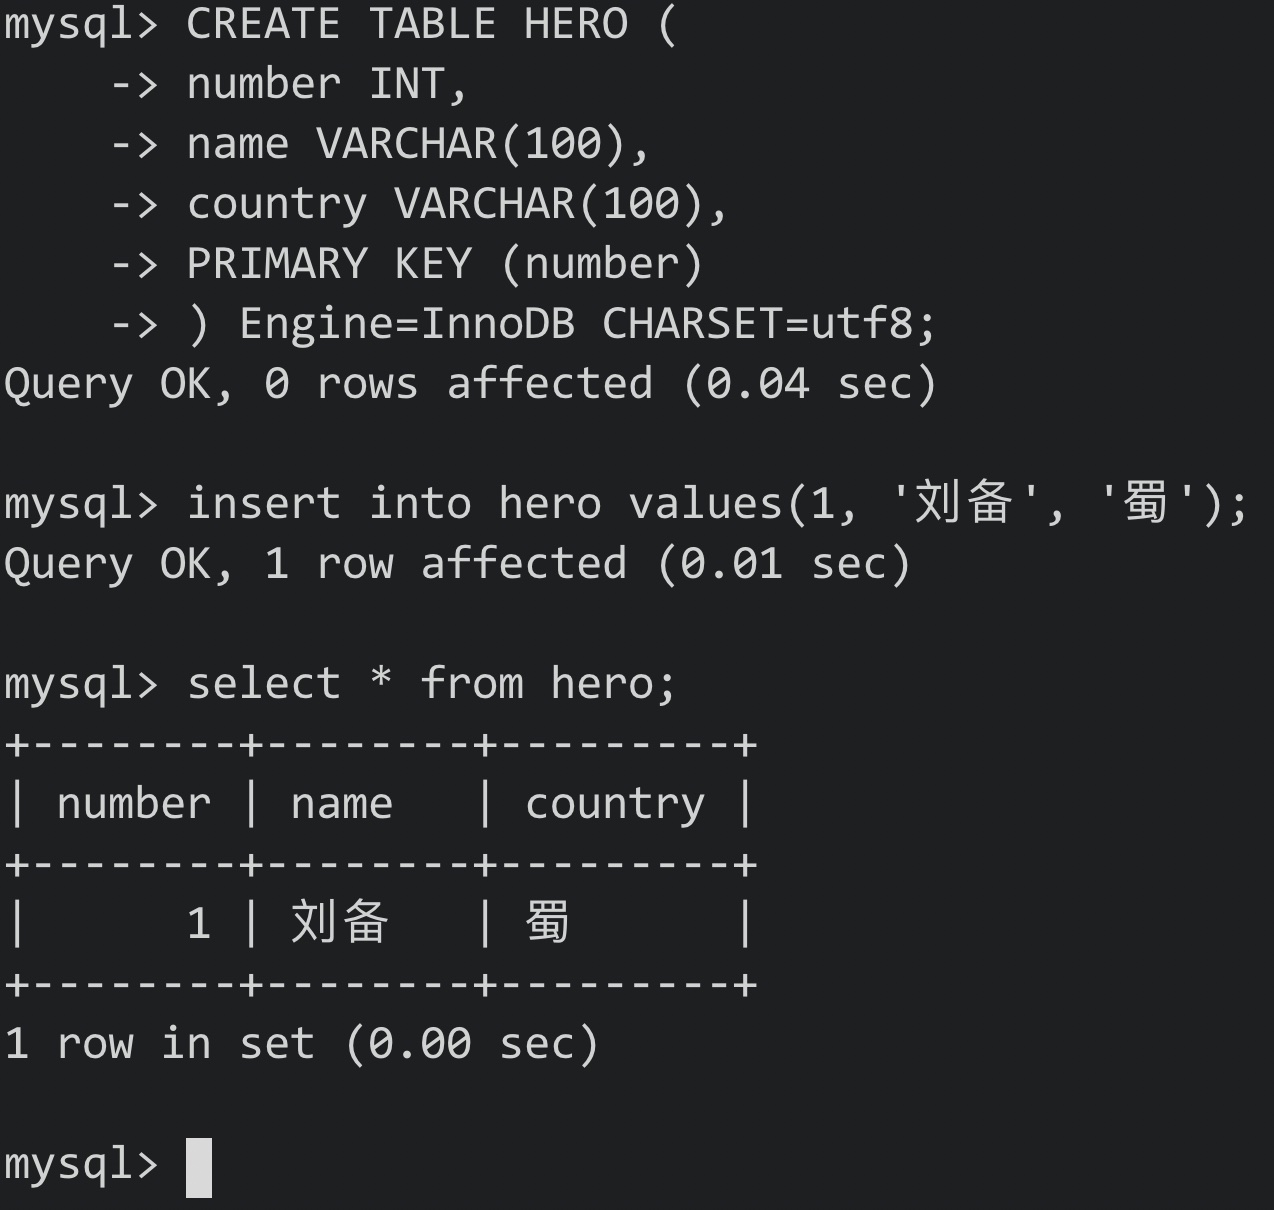 mysql> CREATE TABLE HERO (
    -> number INT,
    -> name VARCHAR(100),
    -> country VARCHAR(100),
    -> PRIMARY KEY (number)
    -> ) Engine=InnoDB CHARSET=utf8;
Query OK, 0 rows affected (0.04 sec)

mysql> insert into hero values(1, '刘备', '蜀');
Query OK, 1 row affected (0.01 sec)

mysql> select * from hero;
+--------+--------+---------+
| number | name   | country |
+--------+--------+---------+
|      1 | 刘备   | 蜀      |
+--------+--------+---------+
1 row in set (0.00 sec)

mysql>